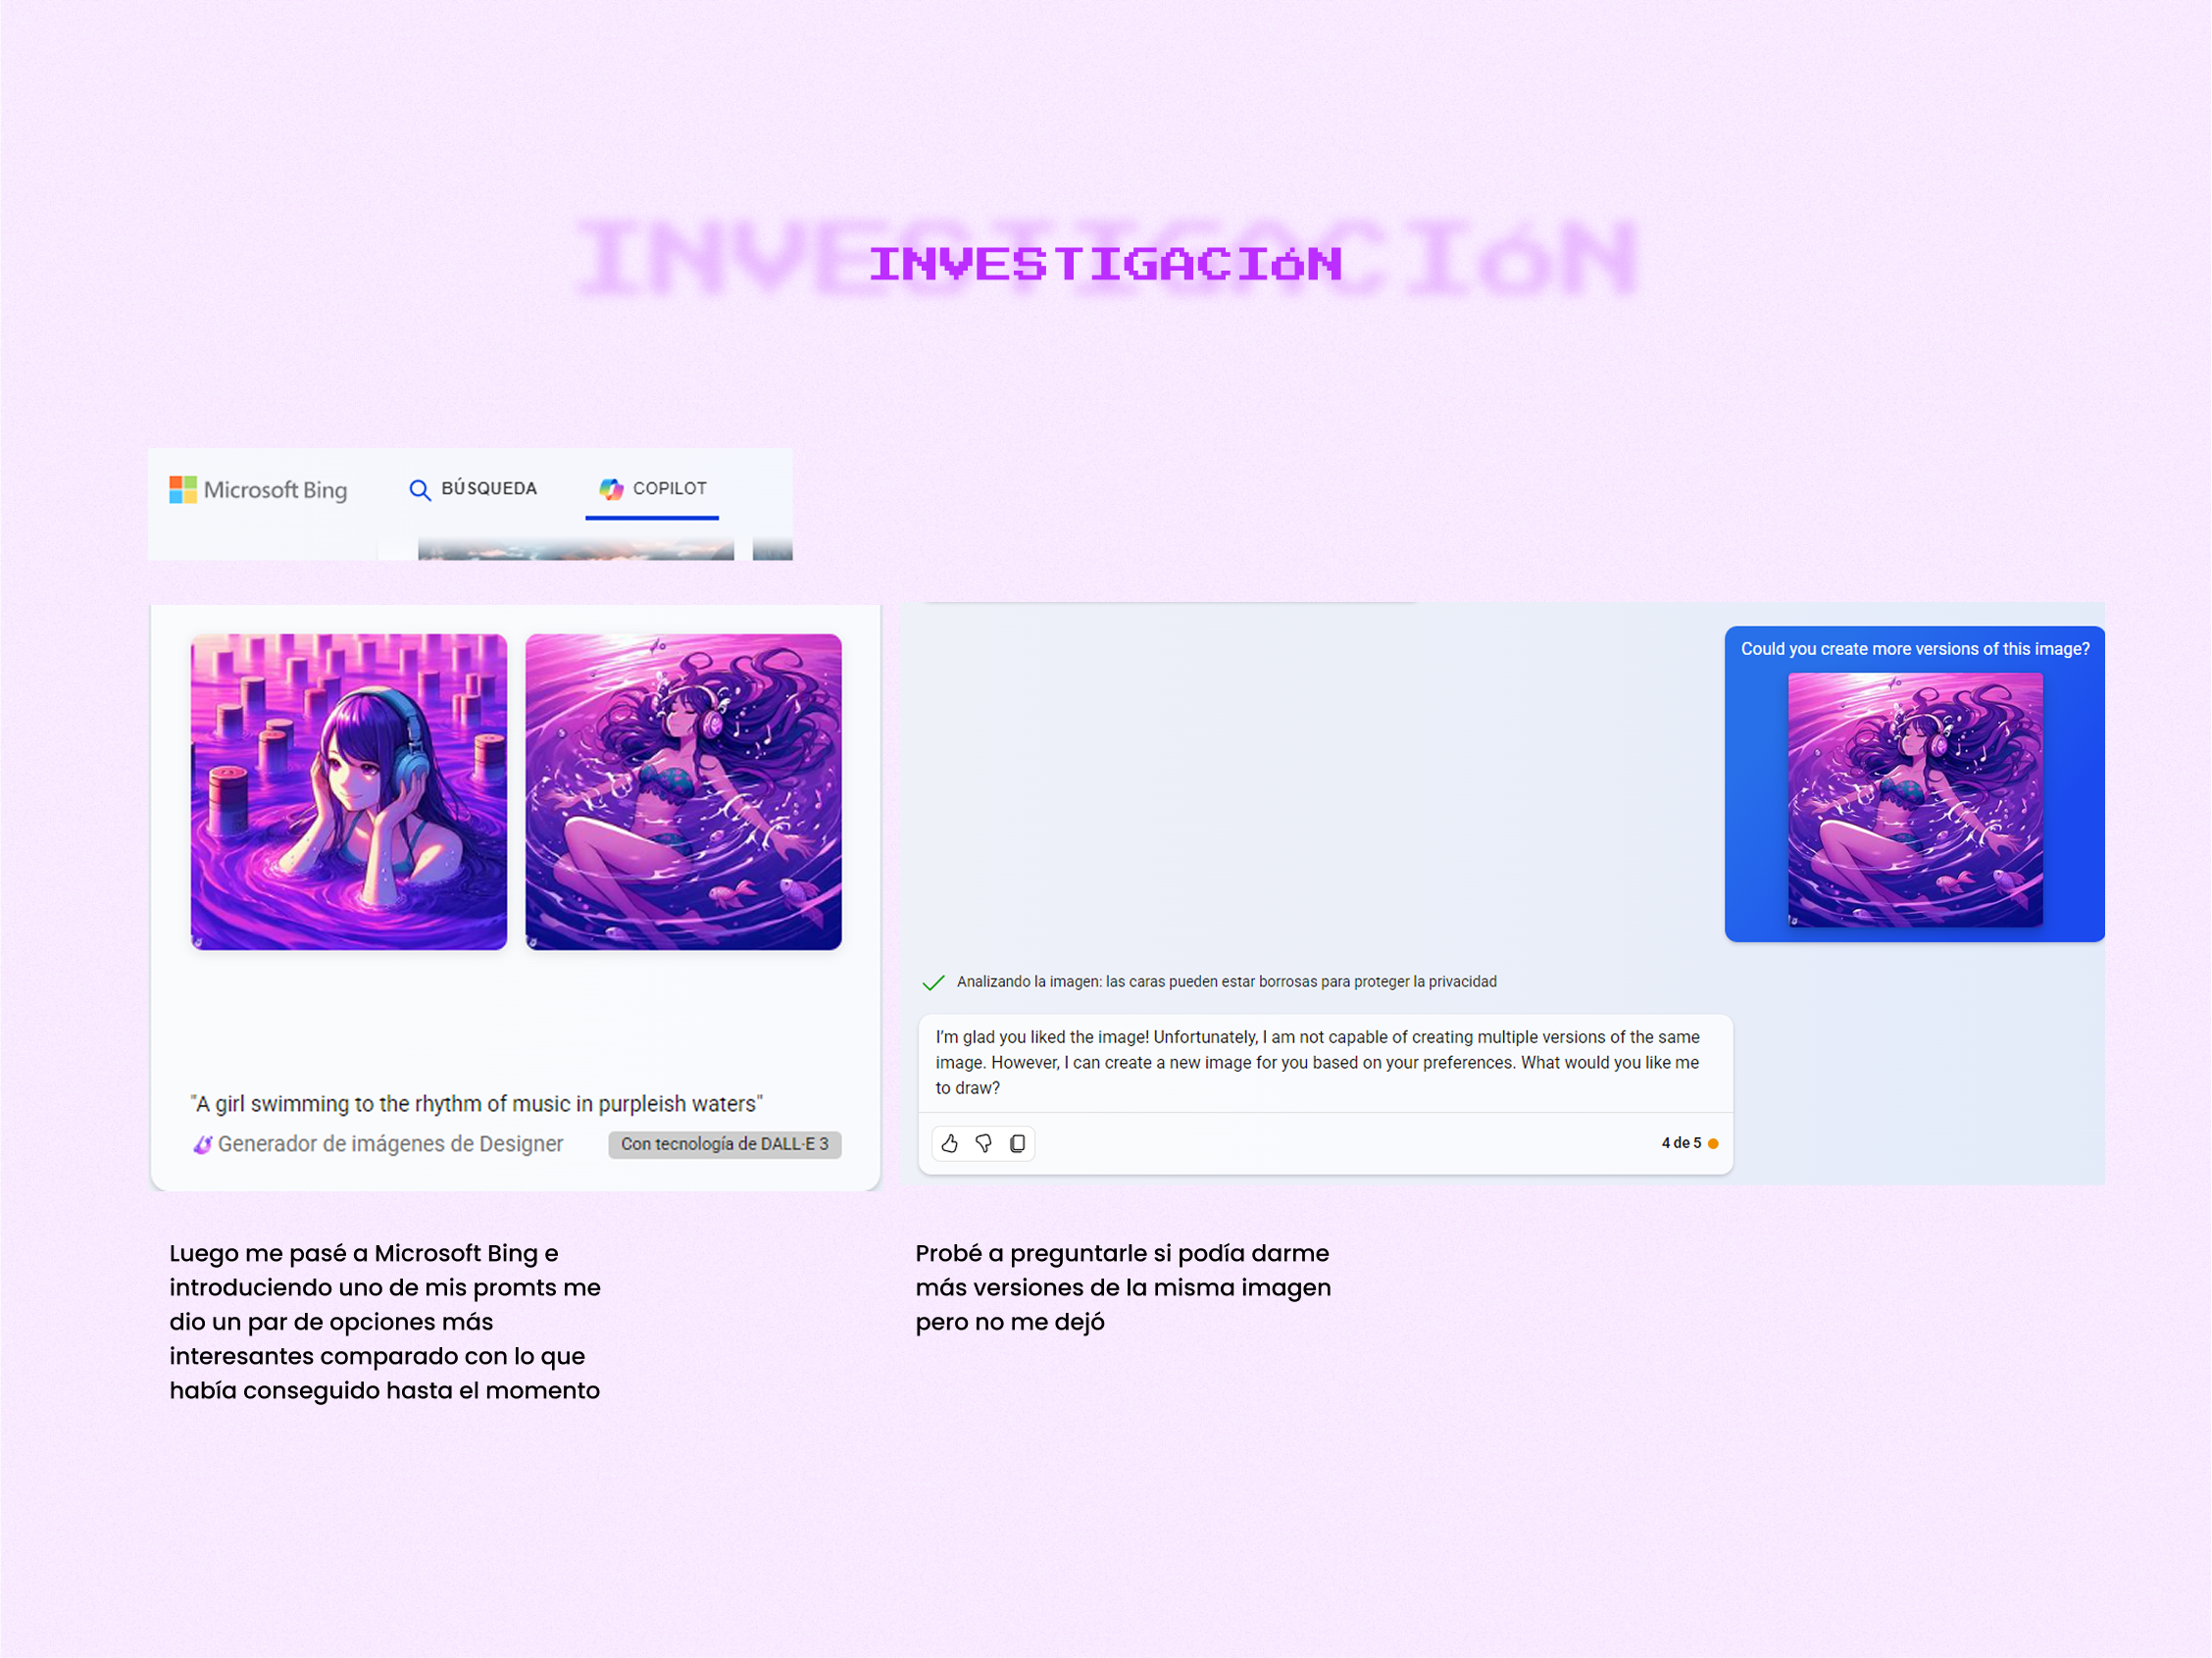 INVESTIGACIóN
Microsoft Bing
BÚSQUEDA
COPILOT
"A girl swimming to the rhythm of music in purpleish waters"
Generador de imágenes de Designer
Con tecnología de DALL·E 3
Could you create more versions of this image?
Analizando la imagen: las caras pueden estar borrosas para proteger la privacidad
I'm glad you liked the image! Unfortunately, I am not capable of creating multiple versions of the same
image. However, I can create a new image for you based on your preferences. What would you like me
to draw?
4 de 5
Luego me pasé a Microsoft Bing e
introduciendo uno de mis promts me
dio un par de opciones más
interesantes comparado con lo que
había conseguido hasta el momento
Probé a preguntarle si podía darme
más versiones de la misma imagen
pero no me dejó